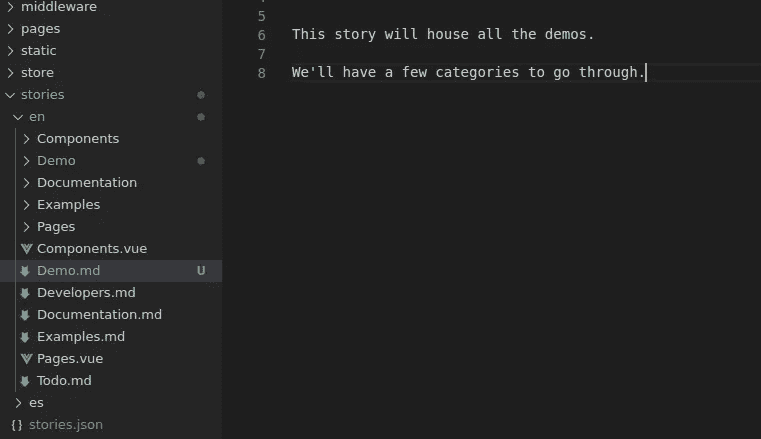 middleware
pages
static
store
stories
en
Components
Demo
Documentation
Examples
Pages
Components.vue
Demo.md U
Developers.md
Documentation.md
Examples.md
Pages.vue
Todo.md
es
{} stories.json
5
6 This story will house all the demos.
7
8 We'll have a few categories to go through.